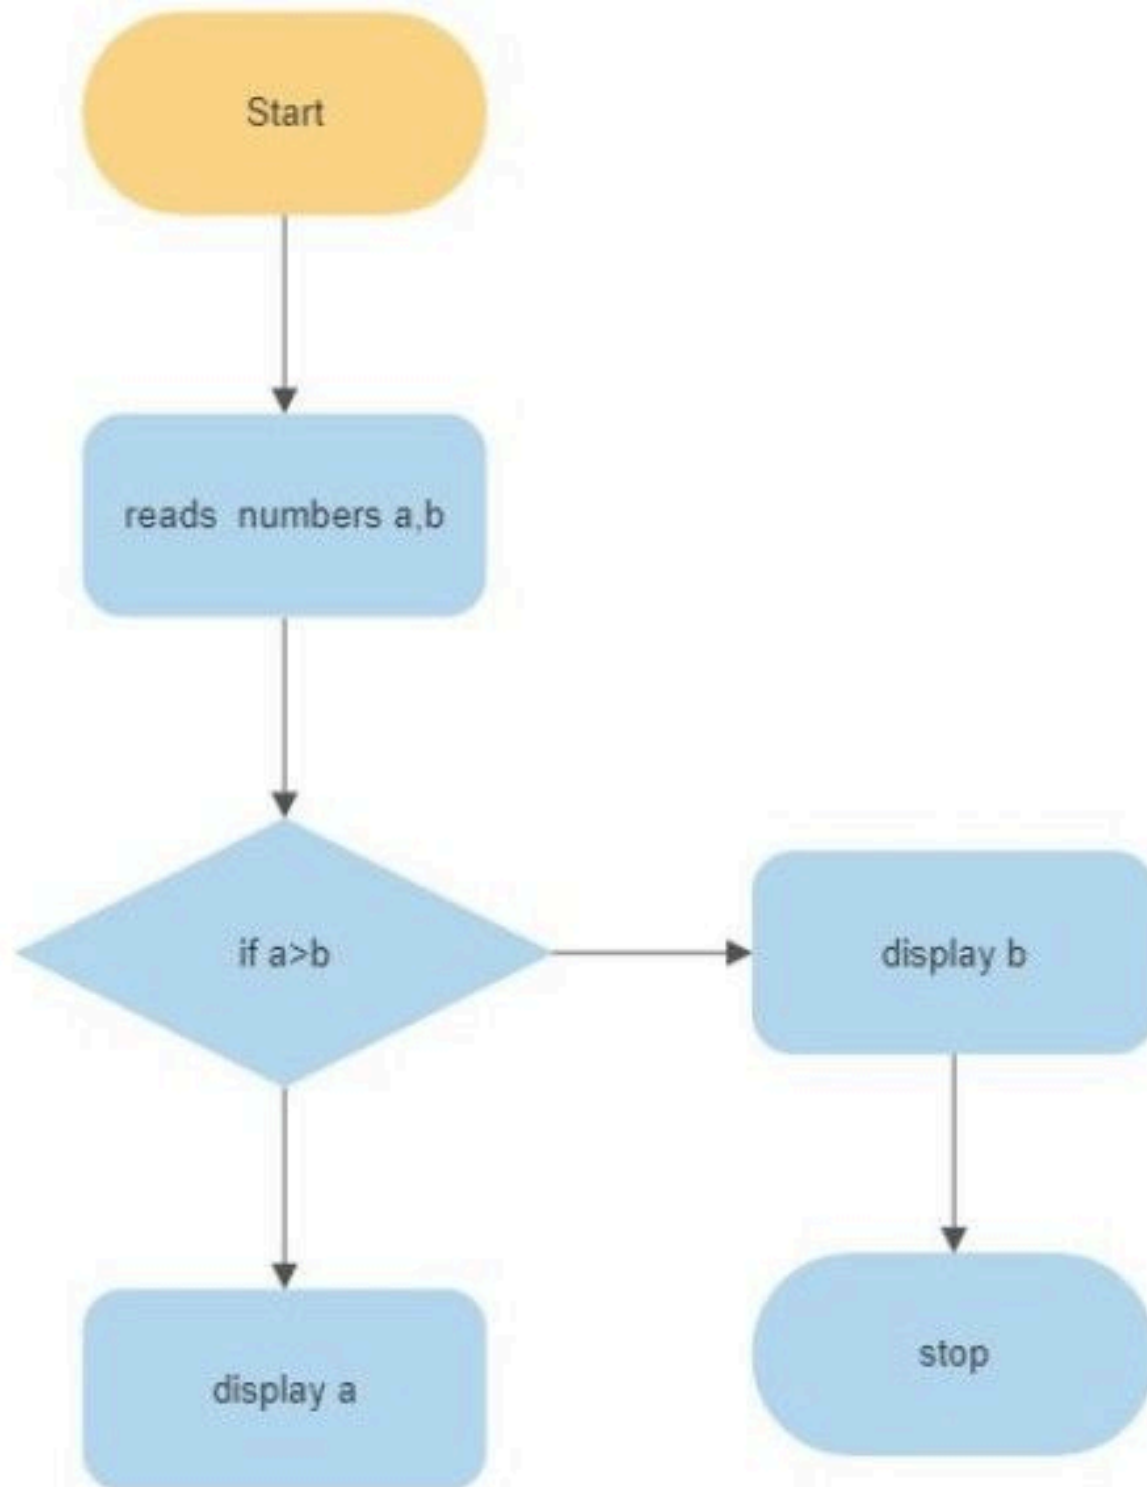 Start
reads numbers a,b
if a>b
display b
display a
stop